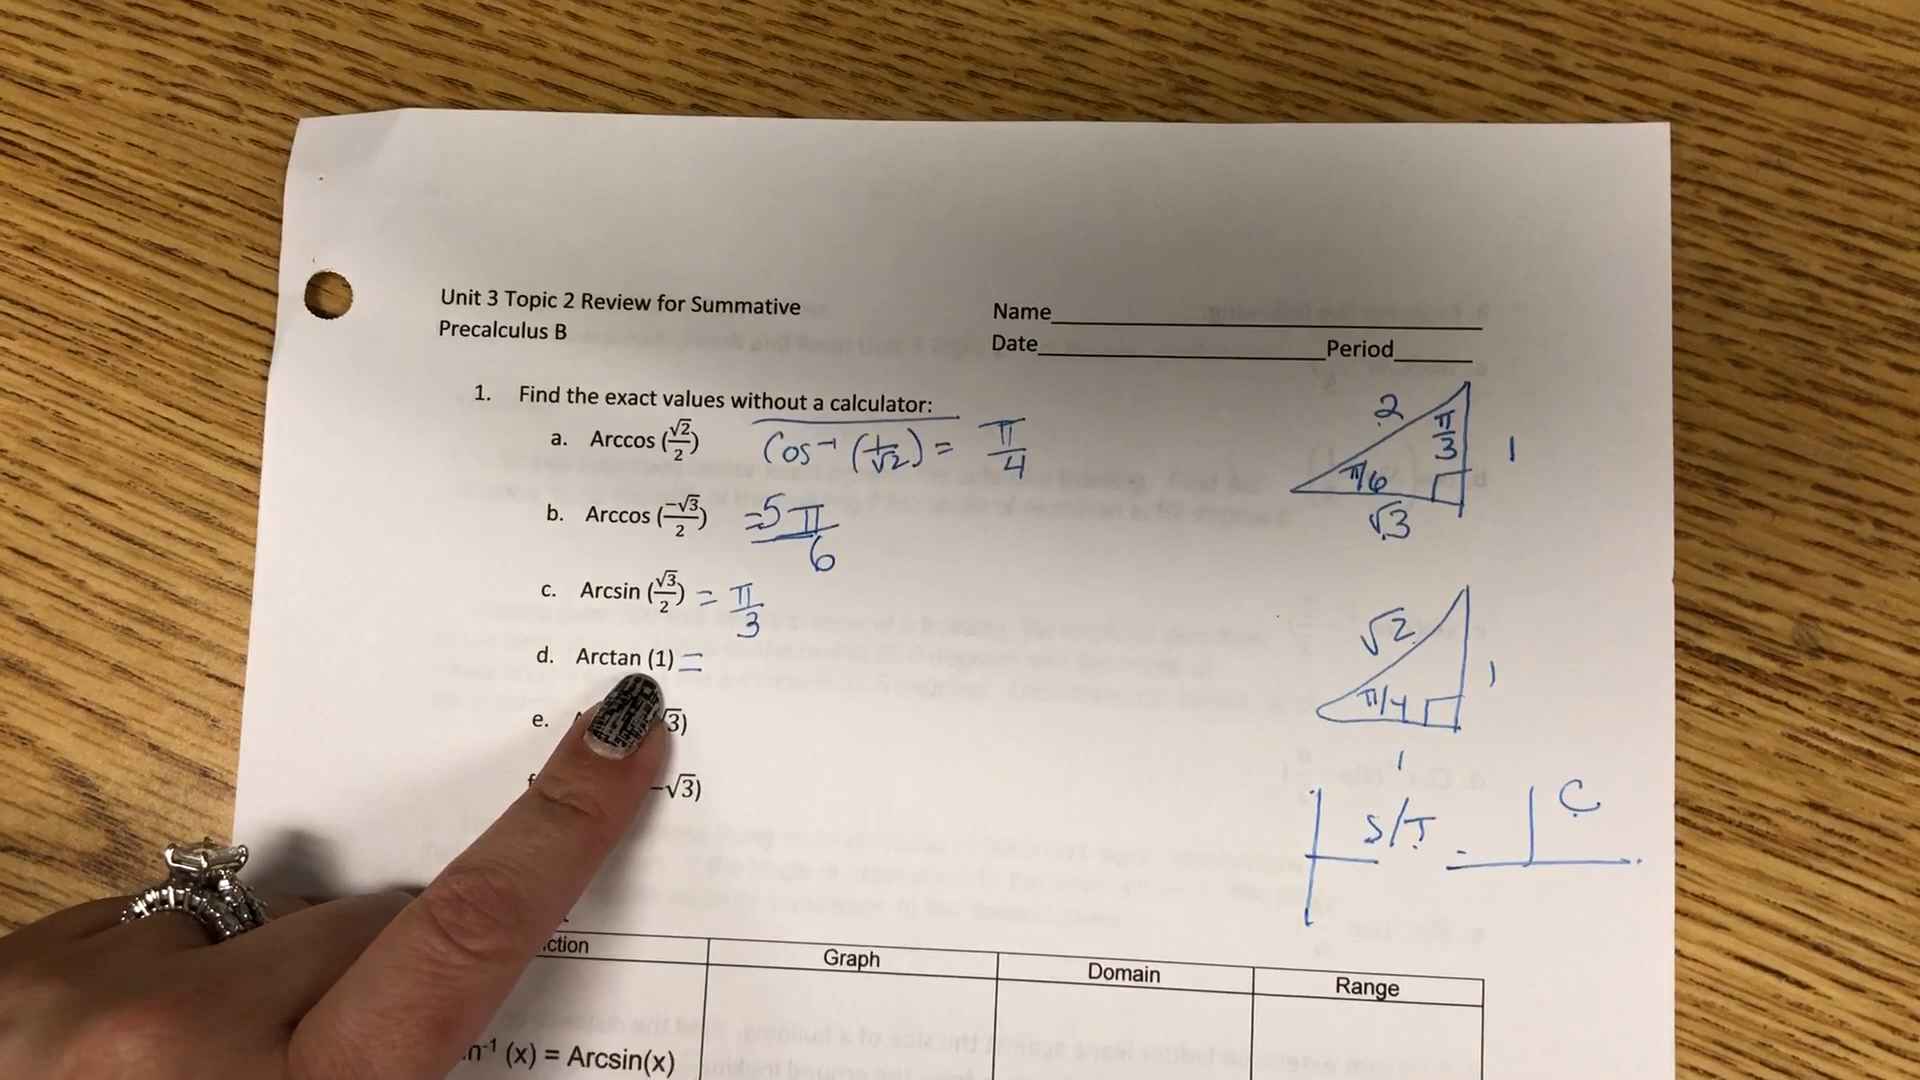 Unit 3 Topic 2 Review for Summative
Precalculus B
Name
Date Period
1. Find the exact values without a calculator:
a. Arccos (√2/2) Cos⁻¹ (1/√2) = π/4
b. Arccos (−√3/2) = 5π/6
c. Arcsin (√3/2) = π/3
d. Arctan (1) =
e. √3)
−√3)
2
π/3
1
π/6
√3
√2
1
π/4
1
S/T
C
Graph
Domain
Range
(x) = Arcsin(x)